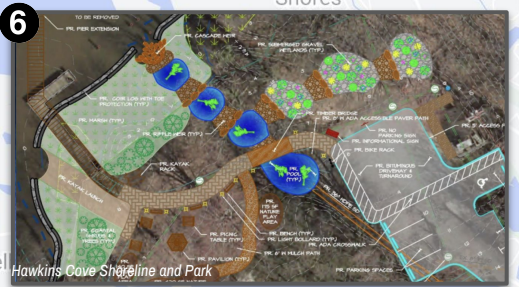 Shores
6
TO BE REMOVED
PR. PIER EXTENSION
PR. CASCADE WEIR
PR. SUBMERGED GRAVEL
WETLANDS (TYP.)
PR. COIR LOG WITH TOE
PROTECTION (TYP.)
PR. MARSH (TYP.)
PR. RIFFLE WEIR (TYP.)
PR. TIMBER BRIDGE
PR. 8' W ADA ACCESSIBLE PAVER PATH
PR. NO
PARKING SIGN
PR. INFORMATIONAL SIGN
PR. BIKE RACK
PR. BITUMINOUS
DRIVEWAY &
TURNAROUND
PR. KAYAK
RACK
PR.
POOL
(TYP.)
PR. KAYAK LAUNCH
SF
NATURE
PLAY
AREA
PR. PICNIC
TABLE (TYP.)
PR. BENCH (TYP.)
PR. LIGHT BOLLARD (TYP.)
PR. ADA CROSSWALK
PR. 6' W MULCH PATH
PR. PAVILION (TYP.)
PR. PARKING SPACES
Hawkins Cove Shoreline and Park